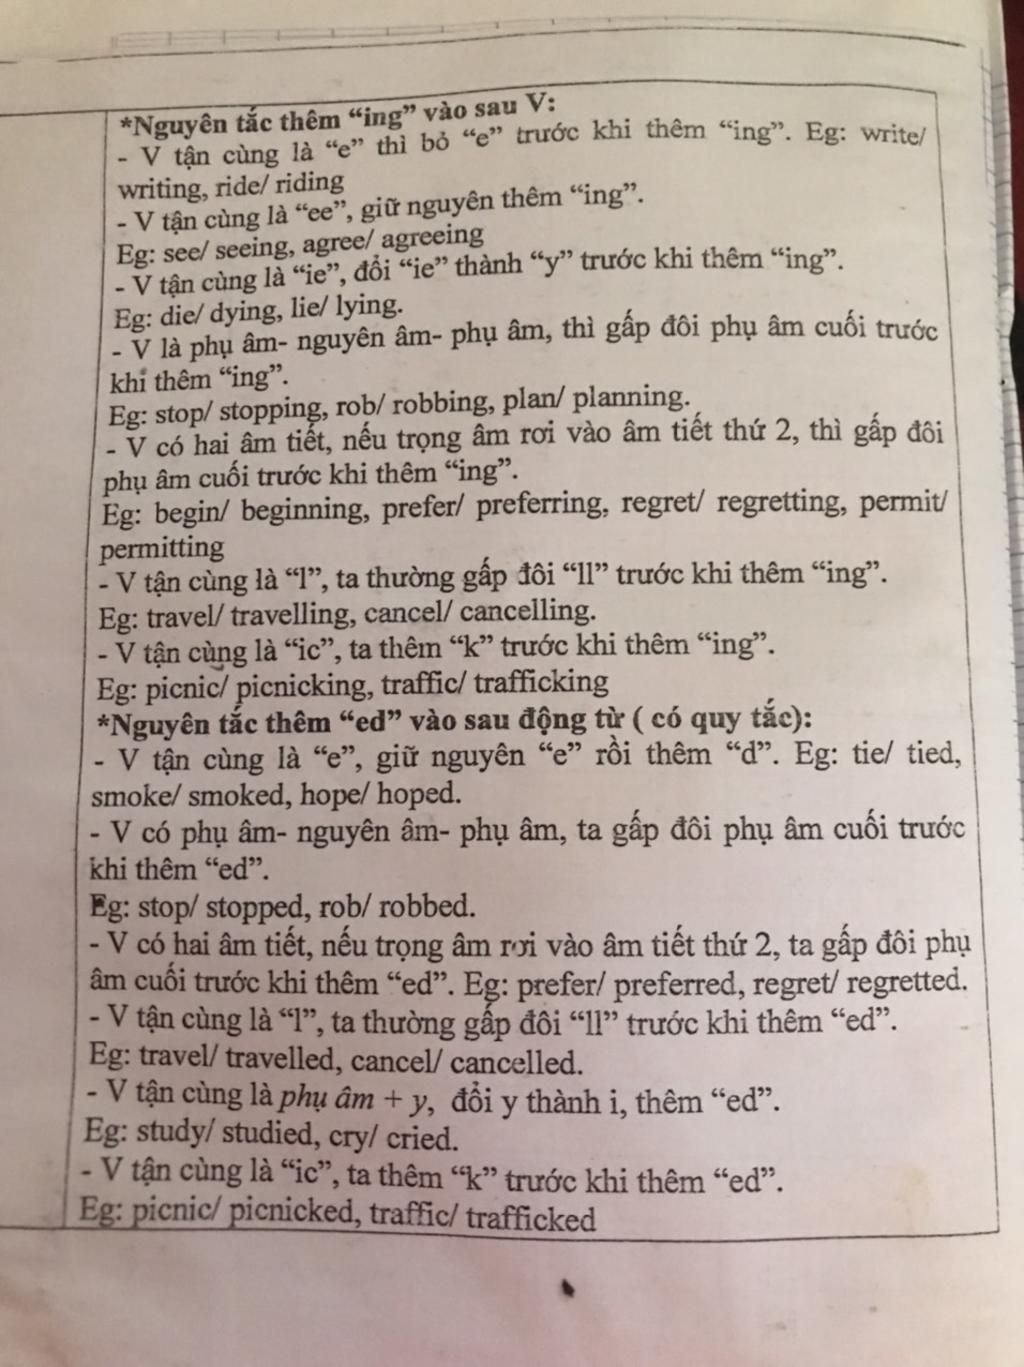 *Nguyên tắc thêm “ing” vào sau V:
- V tận cùng là “e” thì bỏ “e” trước khi thêm “ing”. Eg: write/
writing, ride/ riding
- V tận cùng là “ee”, giữ nguyên thêm “ing”.
Eg: see/ seeing, agree/ agreeing
- V tận cùng là “ie”, đổi “ie” thành “y” trước khi thêm “ing”.
Eg: die/ dying, lie/ lying.
- V là phụ âm- nguyên âm- phụ âm, thì gấp đôi phụ âm cuối trước
khi thêm “ing”.
Eg: stop/ stopping, rob/ robbing, plan/ planning.
- V có hai âm tiết, nếu trọng âm rơi vào âm tiết thứ 2, thì gấp đôi
phụ âm cuối trước khi thêm “ing”.
Eg: begin/ beginning, prefer/ preferring, regret/ regretting, permit/
permitting
- V tận cùng là “l”, ta thường gấp đôi “ll” trước khi thêm “ing”.
Eg: travel/ travelling, cancel/ cancelling.
- V tận cùng là “ic”, ta thêm “k” trước khi thêm “ing”.
Eg: picnic/ picnicking, traffic/ trafficking
*Nguyên tắc thêm “ed” vào sau động từ ( có quy tắc):
- V tận cùng là “e”, giữ nguyên “e” rồi thêm “d”. Eg: tie/ tied,
smoke/ smoked, hope/ hoped.
- V có phụ âm- nguyên âm- phụ âm, ta gấp đôi phụ âm cuối trước
khi thêm “ed”.
Eg: stop/ stopped, rob/ robbed.
- V có hai âm tiết, nếu trọng âm rơi vào âm tiết thứ 2, ta gấp đôi phụ
âm cuối trước khi thêm “ed”. Eg: prefer/ preferred, regret/ regretted.
- V tận cùng là “l”, ta thường gấp đôi “ll” trước khi thêm “ed”.
Eg: travel/ travelled, cancel/ cancelled.
- V tận cùng là phụ âm + y, đổi y thành i, thêm “ed”.
Eg: study/ studied, cry/ cried.
- V tận cùng là “ic”, ta thêm “k” trước khi thêm “ed”.
Eg: picnic/ picnicked, traffic/ trafficked